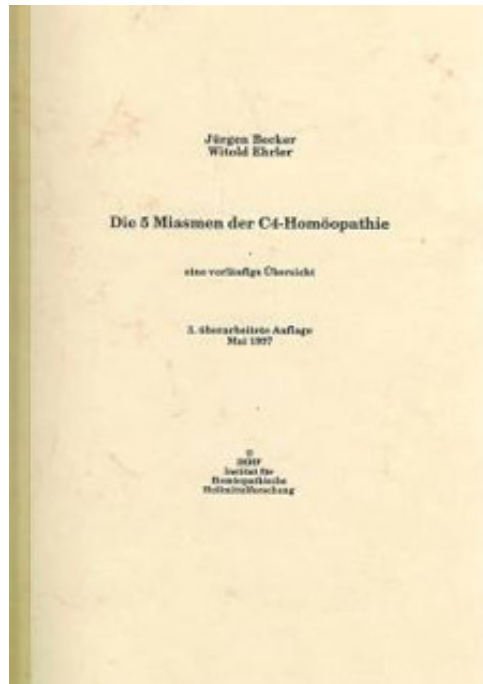 Jürgen Becker
Witold Ehrler
Die 5 Miasmen der C4-Homöopathie
eine vorläufige Übersicht
3. überarbeitete Auflage
Mai 1997
©
IHHF
Institut für
Homöopathische
Heilmittelforschung